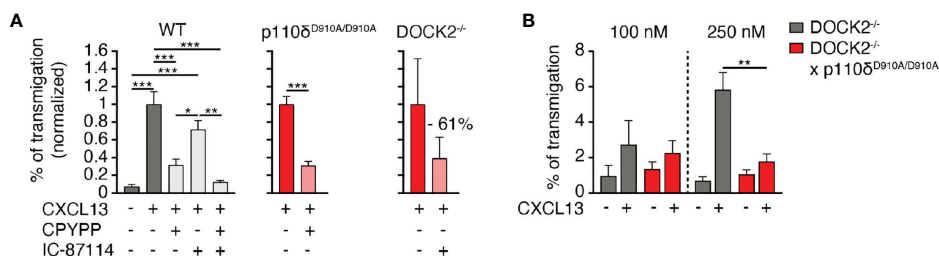 A
WT
p110δD910A/D910A
DOCK2-/-
% of transmigation
(normalized)
1.6
1.4
1.2
1
0.8
0.6
0.4
0.2
0
***
***
***
***
*
**
***
- 61%
CXCL13 - + + + + + + + +
CPYPP - - + - + - + - -
IC-87114 - - - + + - - - +
B
100 nM
250 nM
DOCK2-/-
DOCK2-/-
x p110δD910A/D910A
% of transmigation
8
6
4
2
0
**
CXCL13 - + - + - + - +